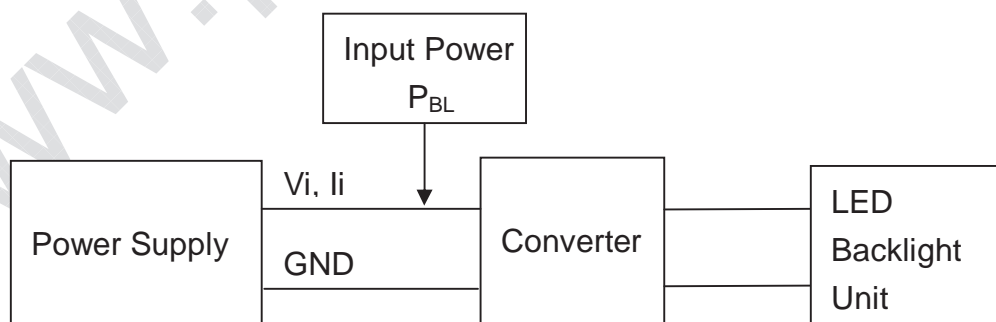 Input Power
PBL
Vi, Ii
Power Supply
GND
Converter
LED
Backlight
Unit